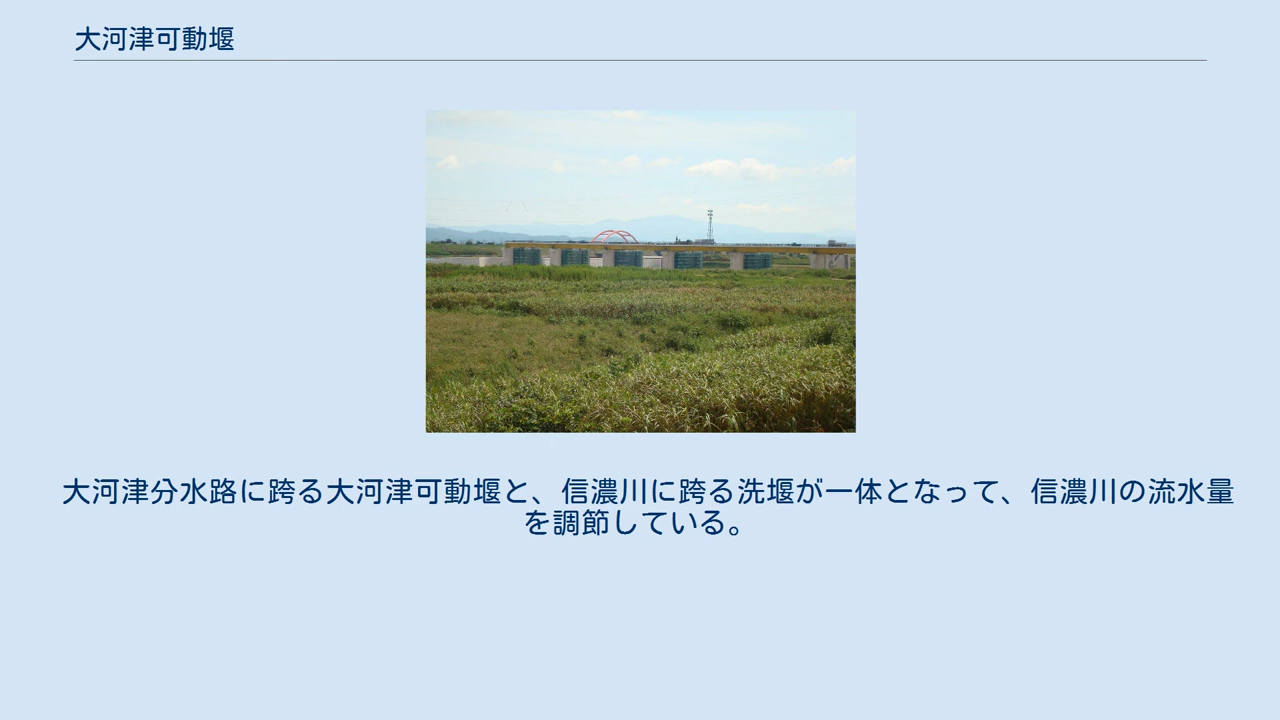 大河津可動堰
大河津分水路に跨る大河津可動堰と、信濃川に跨る洗堰が一体となって、信濃川の流水量
を調節している。